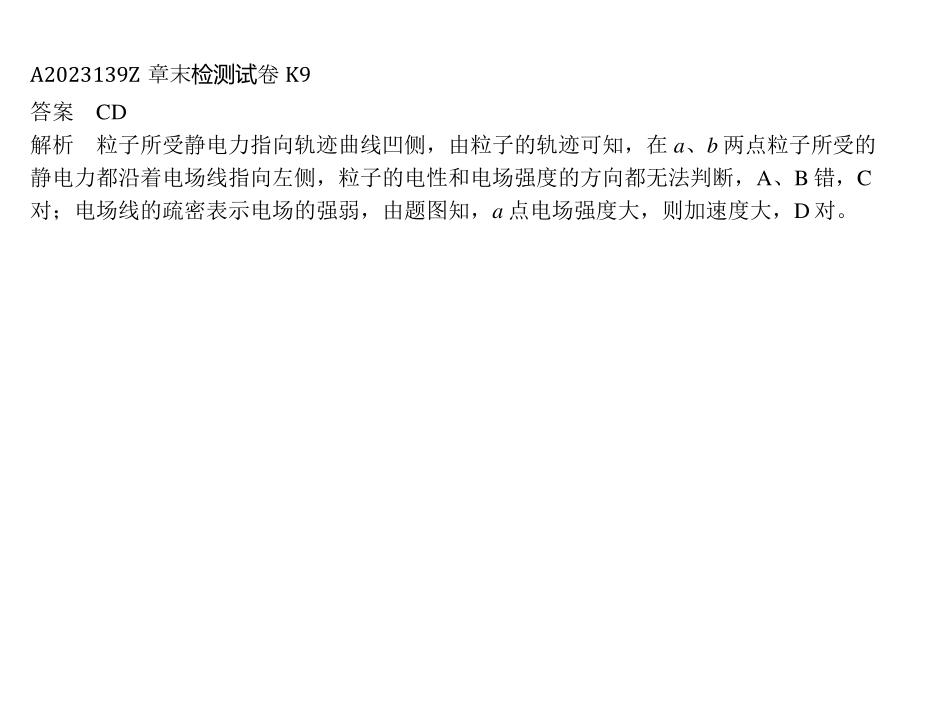 A2023139Z 章末检测试卷 K9
答案　CD
解析　粒子所受静电力指向轨迹曲线凹侧，由粒子的轨迹可知，在 a、b 两点粒子所受的
静电力都沿着电场线指向左侧，粒子的电性和电场强度的方向都无法判断，A、B 错，C
对；电场线的疏密表示电场的强弱，由题图知，a 点电场强度大，则加速度大，D 对。